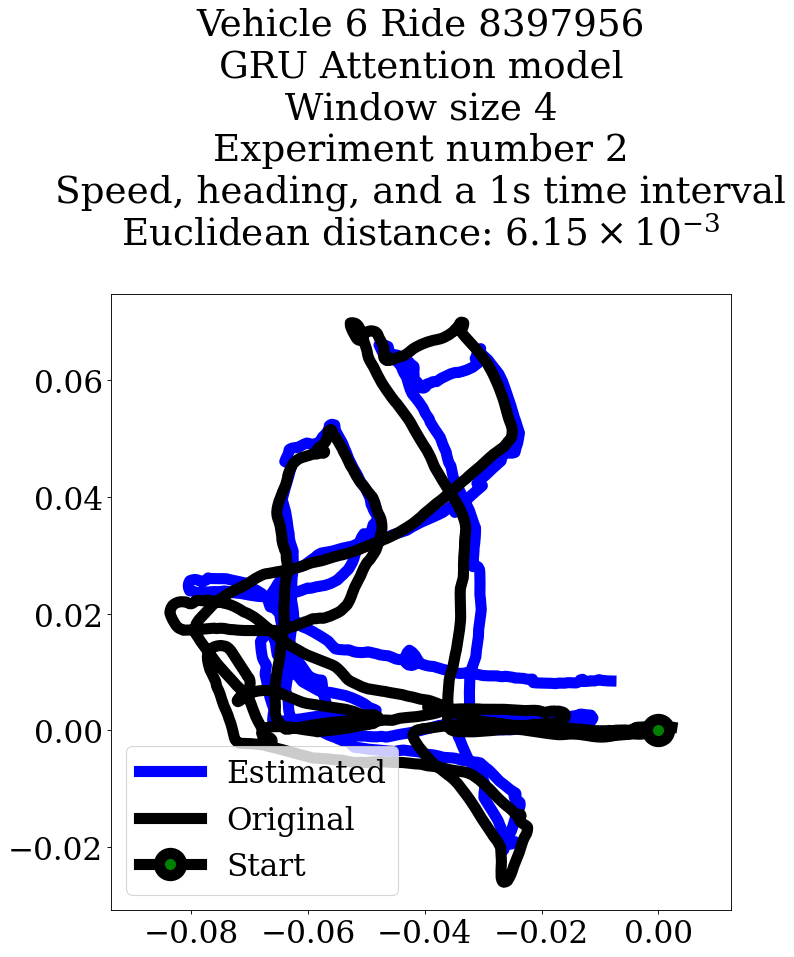 Vehicle 6 Ride 8397956
GRU Attention model
Window size 4
Experiment number 2
Speed, heading, and a 1s time interval
Euclidean distance: 6.15 × 10⁻³
0.06
0.04
0.02
0.00
−0.02
Estimated
Original
Start
−0.08 −0.06 −0.04 −0.02 0.00